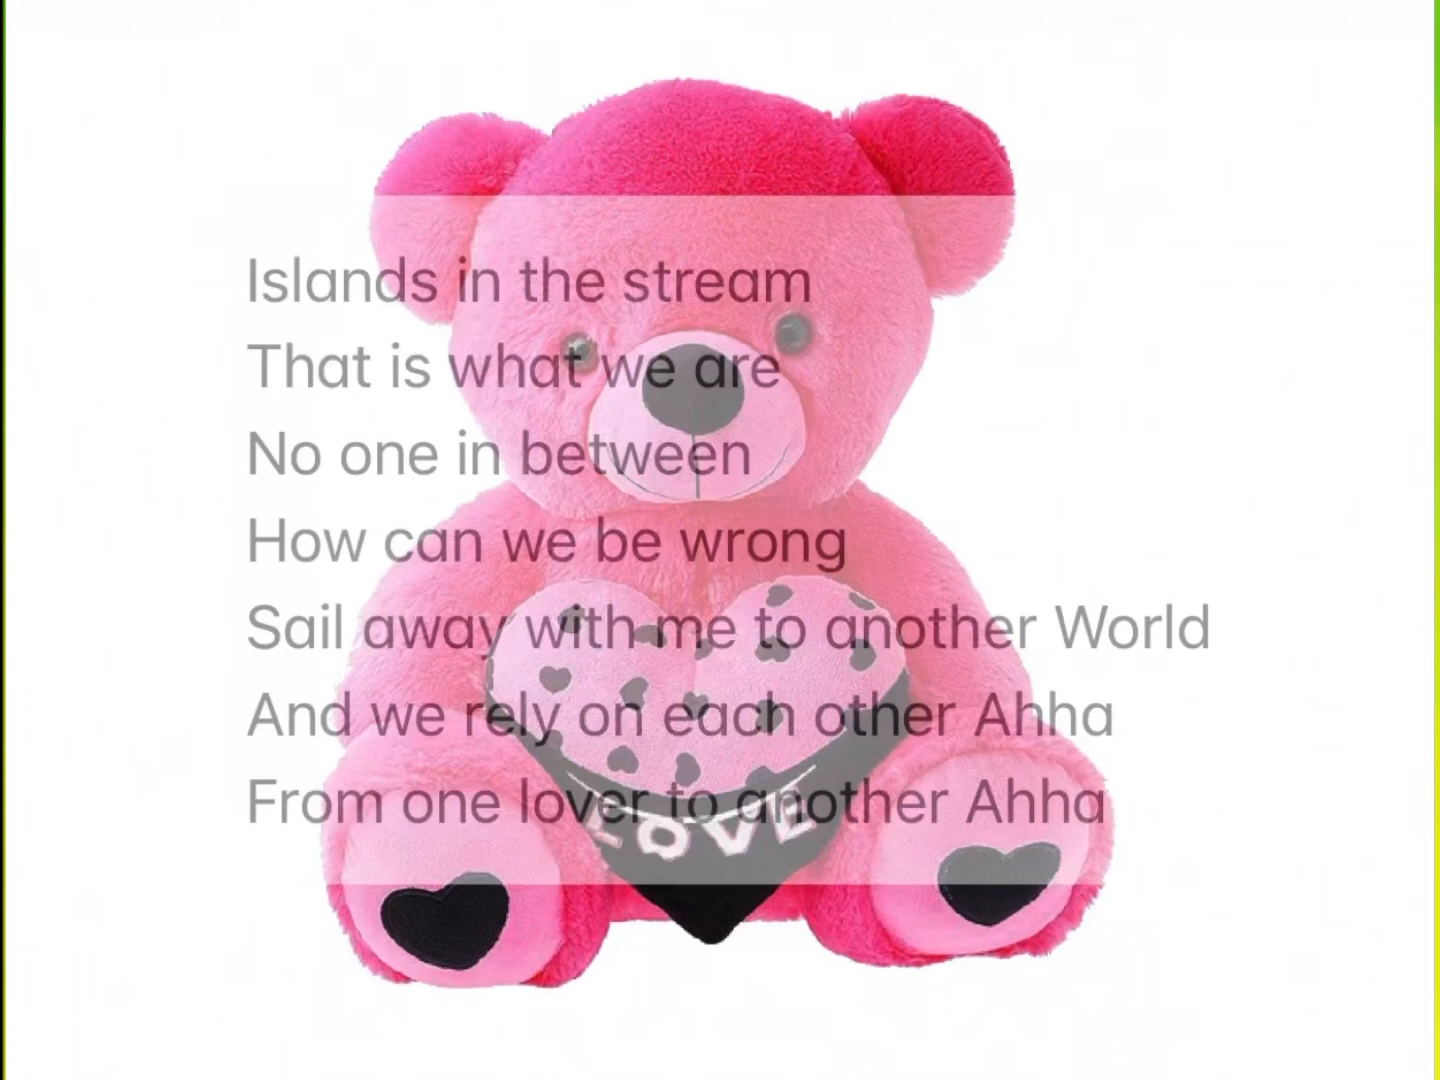 Islands in the stream
That is what we are
No one in between
How can we be wrong
Sail away with me to another World
And we rely on each other Ahha
From one lover to another Ahha
LOVE